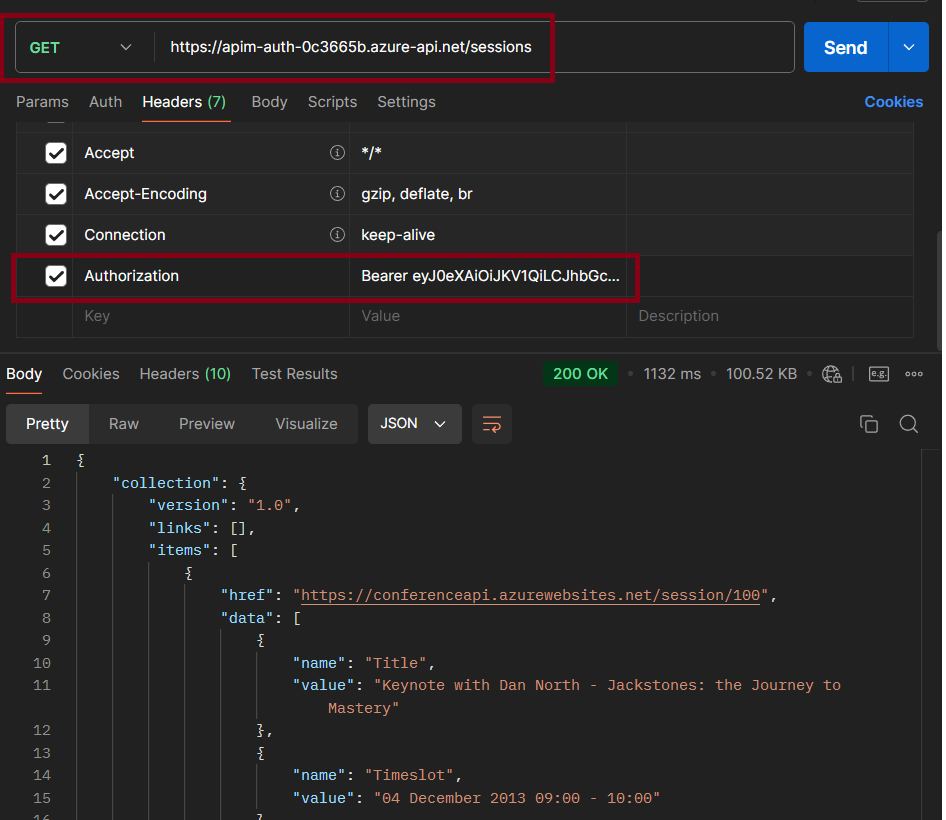 GET https://apim-auth-0c3665b.azure-api.net/sessions Send
Params Auth Headers (7) Body Scripts Settings Cookies
Accept */*
Accept-Encoding gzip, deflate, br
Connection keep-alive
Authorization Bearer eyJ0eXAiOiJKV1QiLCJhbGc...
Key Value Description
Body Cookies Headers (10) Test Results 200 OK • 1132 ms • 100.52 KB • e.g.
Pretty Raw Preview Visualize JSON
1 {
2 "collection": {
3 "version": "1.0",
4 "links": [],
5 "items": [
6 {
7 "href": "https://conferenceapi.azurewebsites.net/session/100",
8 "data": [
9 {
10 "name": "Title",
11 "value": "Keynote with Dan North - Jackstones: the Journey to
Mastery"
12 },
13 {
14 "name": "Timeslot",
15 "value": "04 December 2013 09:00 - 10:00"
16 }